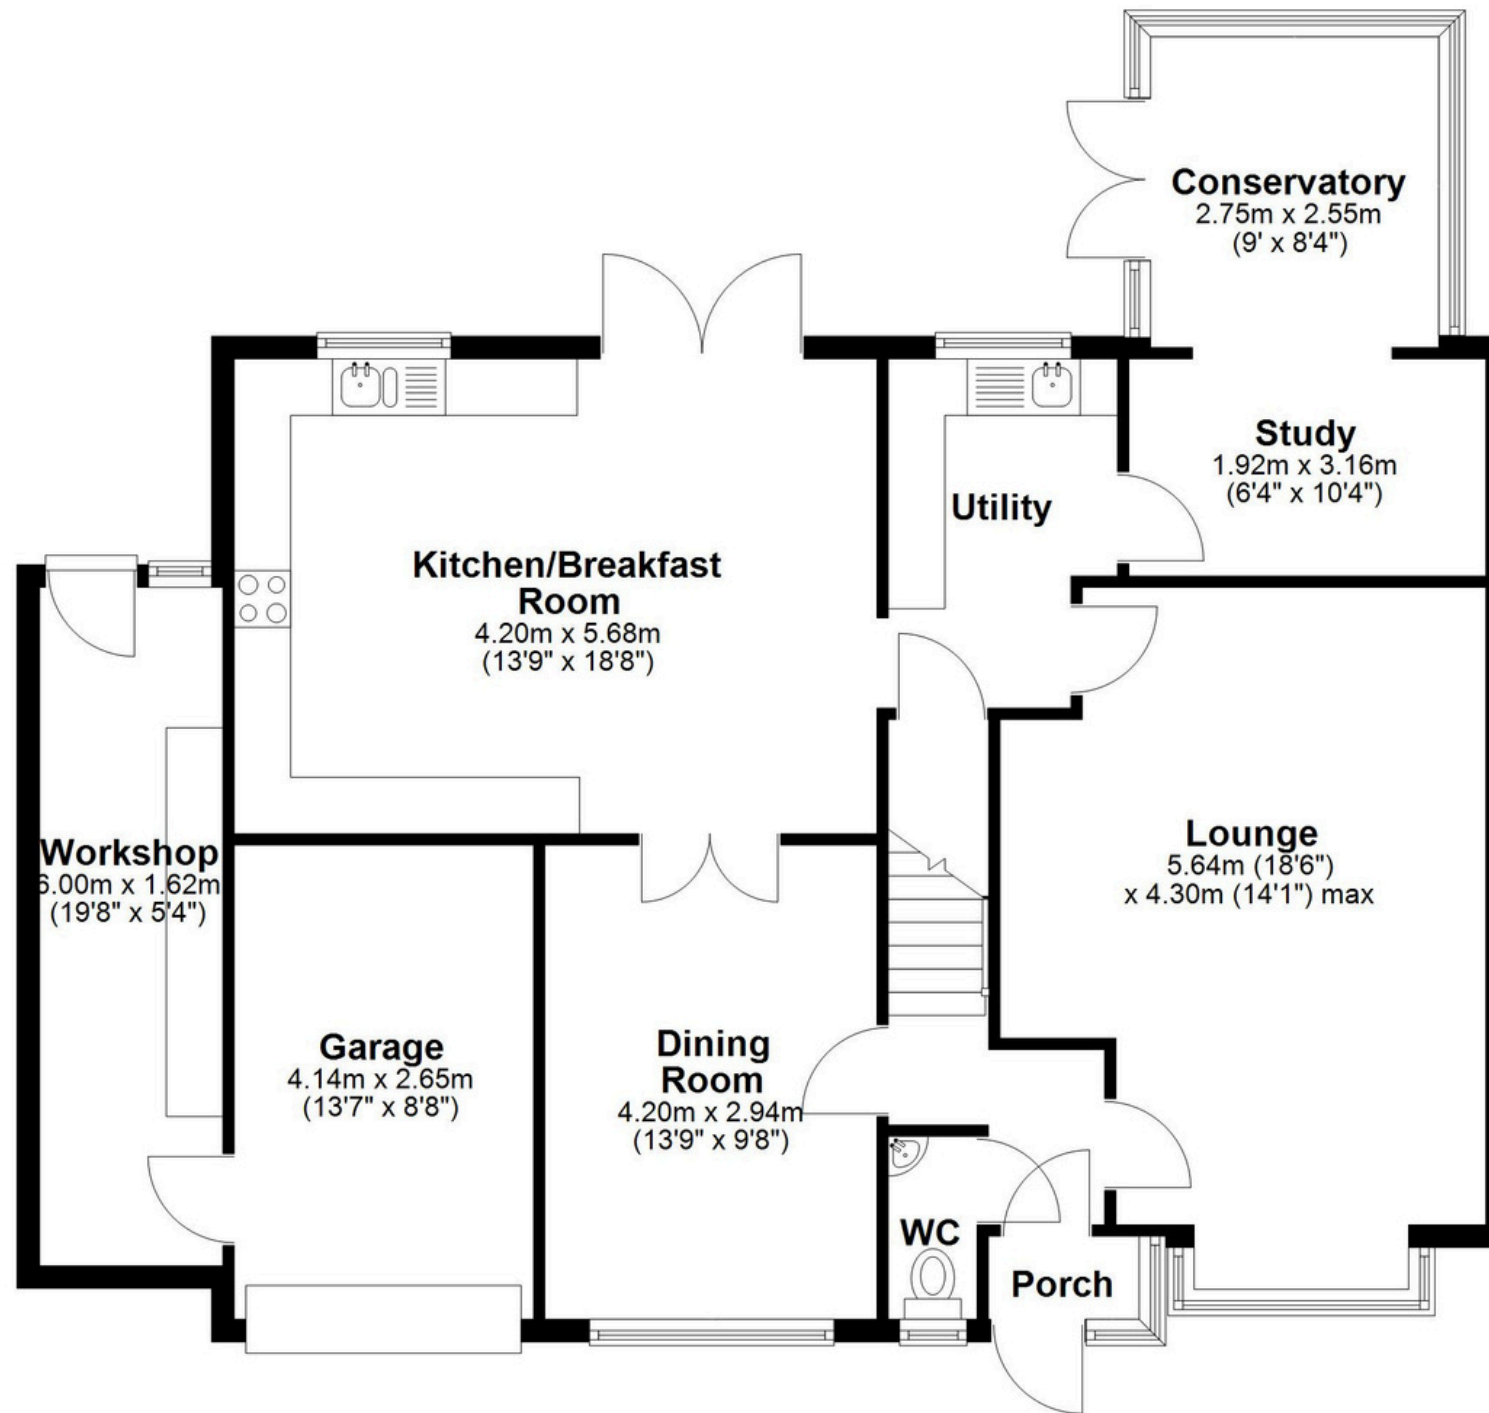 Conservatory
2.75m x 2.55m
(9' x 8'4")
Study
1.92m x 3.16m
(6'4" x 10'4")
Utility
Kitchen/Breakfast
Room
4.20m x 5.68m
(13'9" x 18'8")
Workshop
6.00m x 1.62m
(19'8" x 5'4")
Lounge
5.64m (18'6")
x 4.30m (14'1") max
Garage
4.14m x 2.65m
(13'7" x 8'8")
Dining
Room
4.20m x 2.94m
(13'9" x 9'8")
WC
Porch